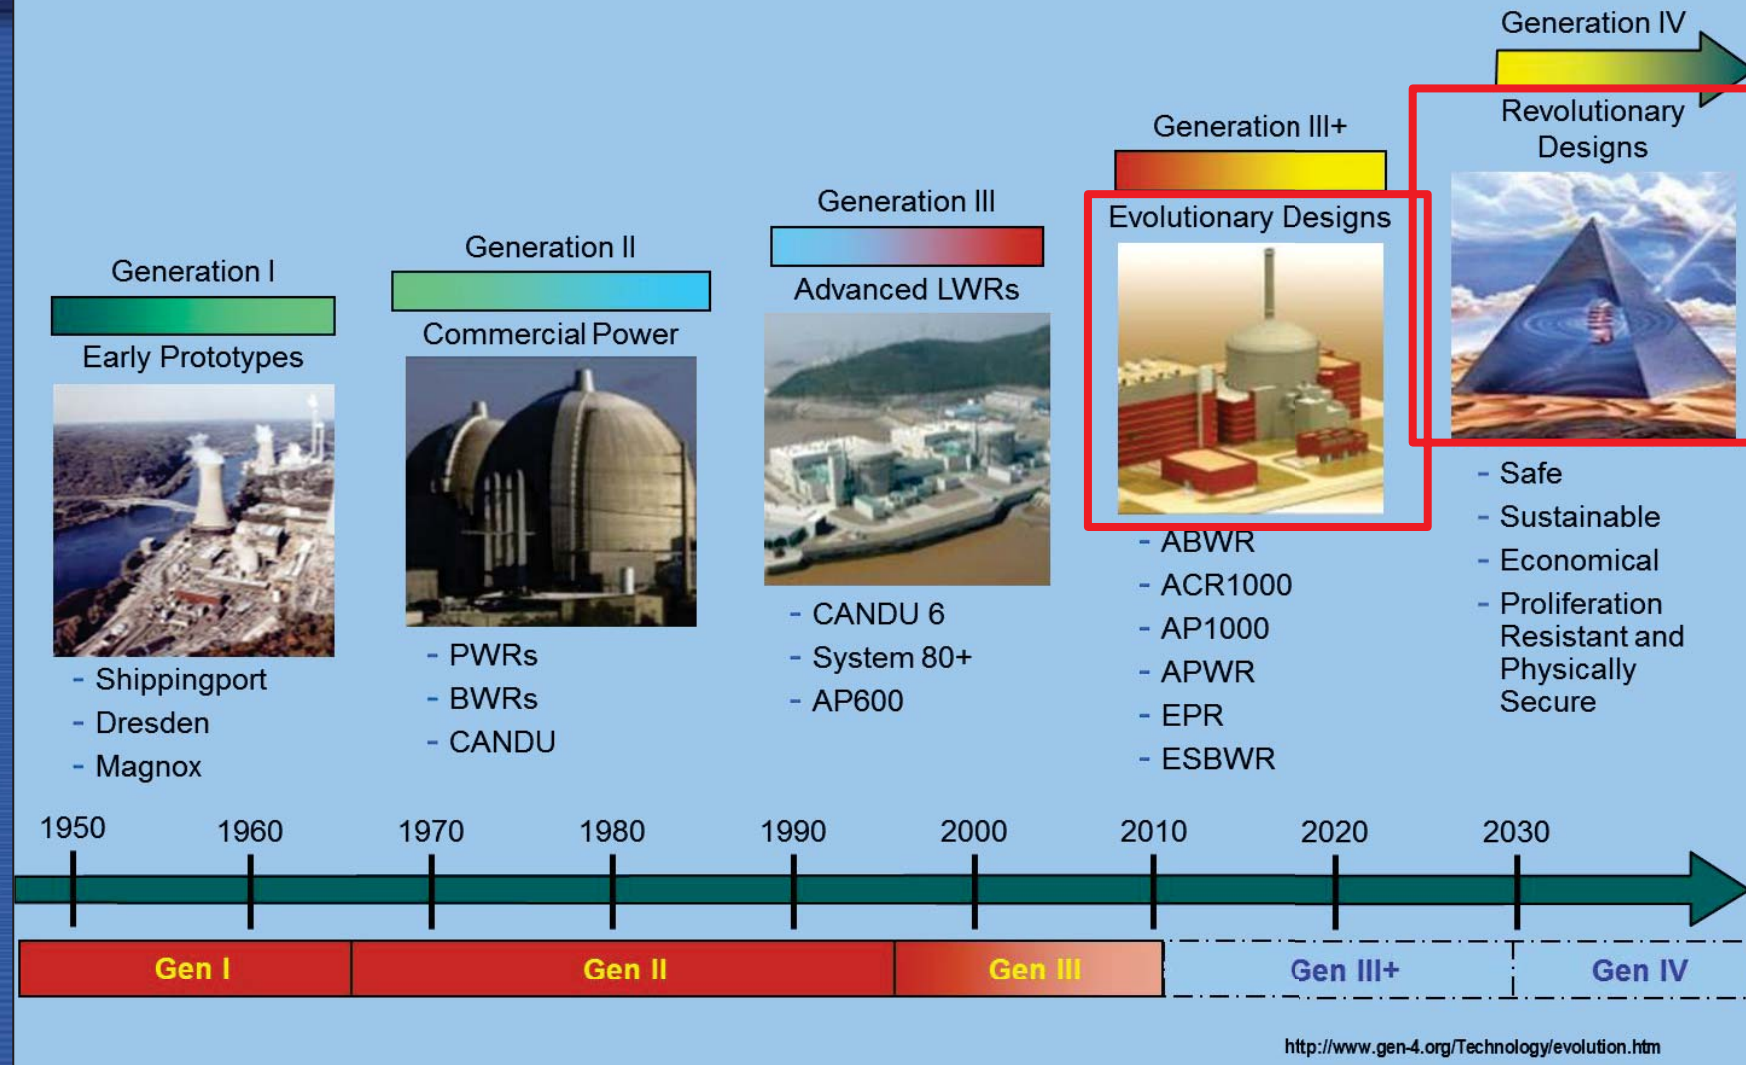 Generation I
Early Prototypes
- Shippingport
- Dresden
- Magnox
Generation II
Commercial Power
- PWRs
- BWRs
- CANDU
Generation III
Advanced LWRs
- CANDU 6
- System 80+
- AP600
Generation III+
Evolutionary Designs
- ABWR
- ACR1000
- AP1000
- APWR
- EPR
- ESBWR
Generation IV
Revolutionary
Designs
- Safe
- Sustainable
- Economical
- Proliferation
Resistant and
Physically
Secure
1950 1960 1970 1980 1990 2000 2010 2020 2030
Gen I Gen II Gen III Gen III+ Gen IV
http://www.gen-4.org/Technology/evolution.htm